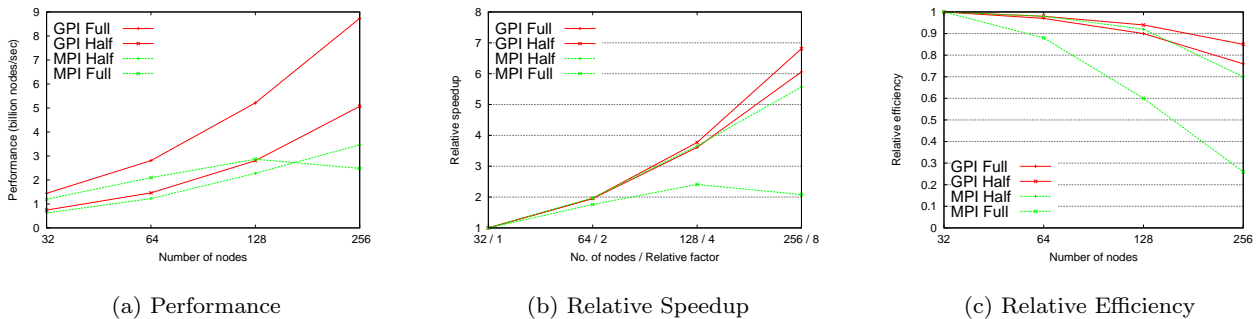 9
8
7
6
5
4
3
2
1
0
Performance (billion nodes/sec)
GPI Full
GPI Half
MPI Half
MPI Full
32 64 128 256
Number of nodes
(a) Performance
8
7
6
5
4
3
2
1
Relative speedup
GPI Full
GPI Half
MPI Half
MPI Full
32 / 1 64 / 2 128 / 4 256 / 8
No. of nodes / Relative factor
(b) Relative Speedup
1
0.9
0.8
0.7
0.6
0.5
0.4
0.3
0.2
0.1
0
Relative efficiency
GPI Full
GPI Half
MPI Half
MPI Full
32 64 128 256
Number of nodes
(c) Relative Efficiency